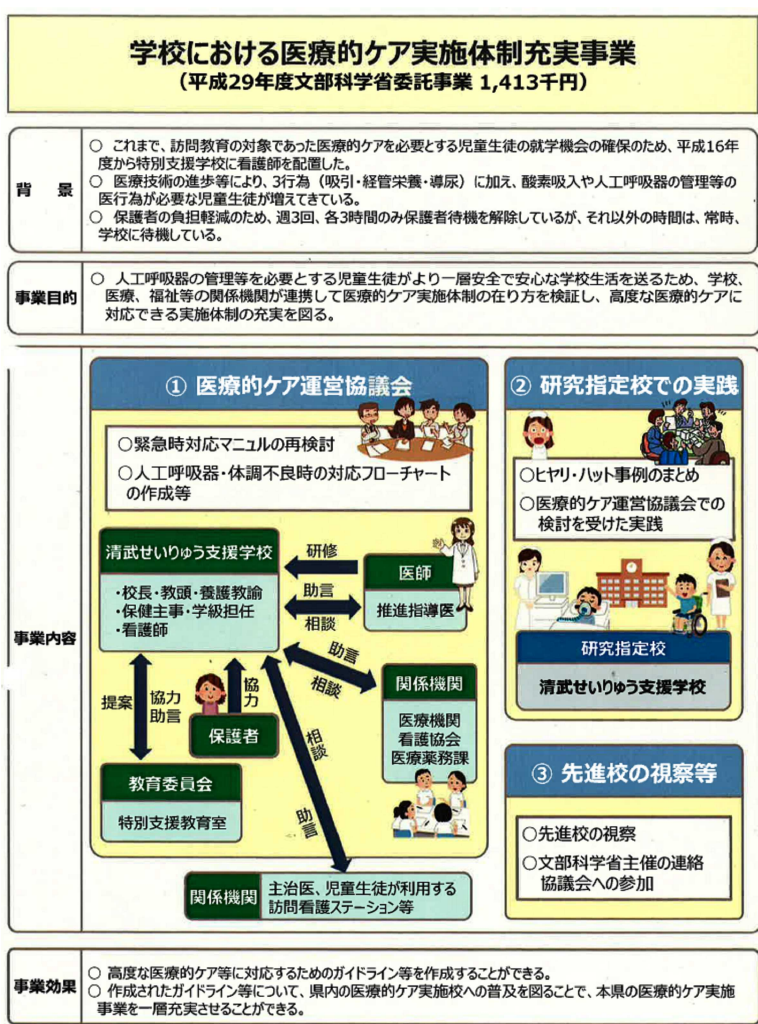 学校における医療的ケア実施体制充実事業
（平成29年度文部科学省委託事業 1,413千円）
背　景
○ これまで、訪問教育の対象であった医療的ケアを必要とする児童生徒の就学機会の確保のため、平成16年
度から特別支援学校に看護師を配置した。
○ 医療技術の進歩等により、3行為（吸引・経管栄養・導尿）に加え、酸素吸入や人工呼吸器の管理等の
医行為が必要な児童生徒が増えてきている。
○ 保護者の負担軽減のため、週3回、各3時間のみ保護者待機を解除しているが、それ以外の時間は、常時、
学校に待機している。
事業目的
○ 人工呼吸器の管理等を必要とする児童生徒がより一層安全で安心な学校生活を送るため、学校、
医療、福祉等の関係機関が連携して医療的ケア実施体制の在り方を検証し、高度な医療的ケアに
対応できる実施体制の充実を図る。
事業内容
① 医療的ケア運営協議会
○緊急時対応マニュルの再検討
○人工呼吸器・体調不良時の対応フローチャート
の作成等
清武せいりゅう支援学校
・校長・教頭・養護教諭
・保健主事・学級担任
・看護師
研修
助言
相談
医師
推進指導医
助言
相談
関係機関
医療機関
看護協会
医療薬務課
提案
協力
助言
協力
保護者
教育委員会
特別支援教育室
相談
助言
関係機関
主治医、児童生徒が利用する
訪問看護ステーション等
② 研究指定校での実践
○ヒヤリ・ハット事例のまとめ
○医療的ケア運営協議会での
検討を受けた実践
研究指定校
清武せいりゅう支援学校
③ 先進校の視察等
○先進校の視察
○文部科学省主催の連絡
協議会への参加
事業効果
○ 高度な医療的ケア等に対応するためのガイドライン等を作成することができる。
○ 作成されたガイドライン等について、県内の医療的ケア実施校への普及を図ることで、本県の医療的ケア実施
事業を一層充実させることができる。